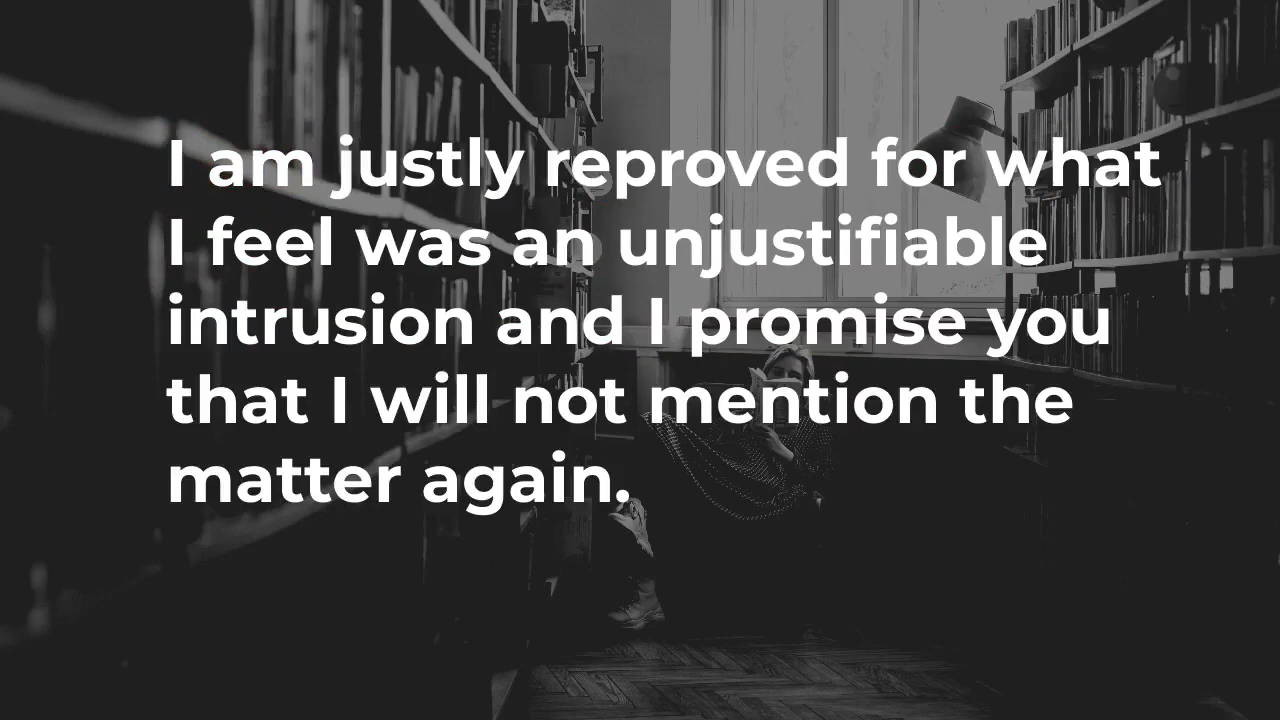 I am justly reproved for what
I feel was an unjustifiable
intrusion and I promise you
that I will not mention the
matter again.